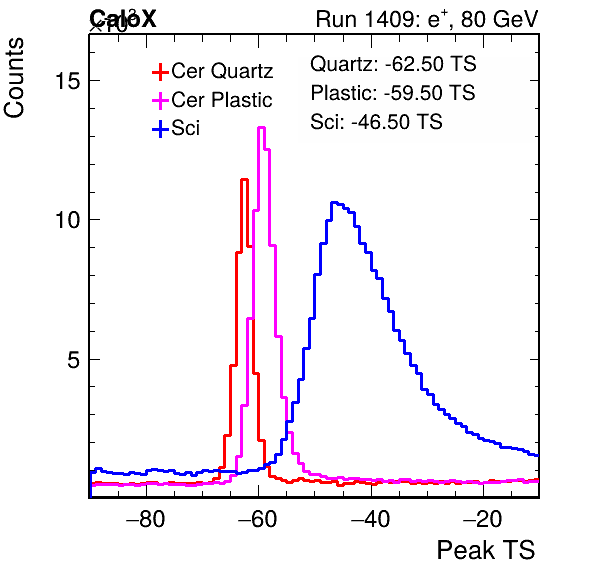 CaloX
×10³
Run 1409: e⁺, 80 GeV
Counts
Cer Quartz
Cer Plastic
Sci
Quartz: -62.50 TS
Plastic: -59.50 TS
Sci: -46.50 TS
15
10
5
−80
−60
−40
−20
Peak TS